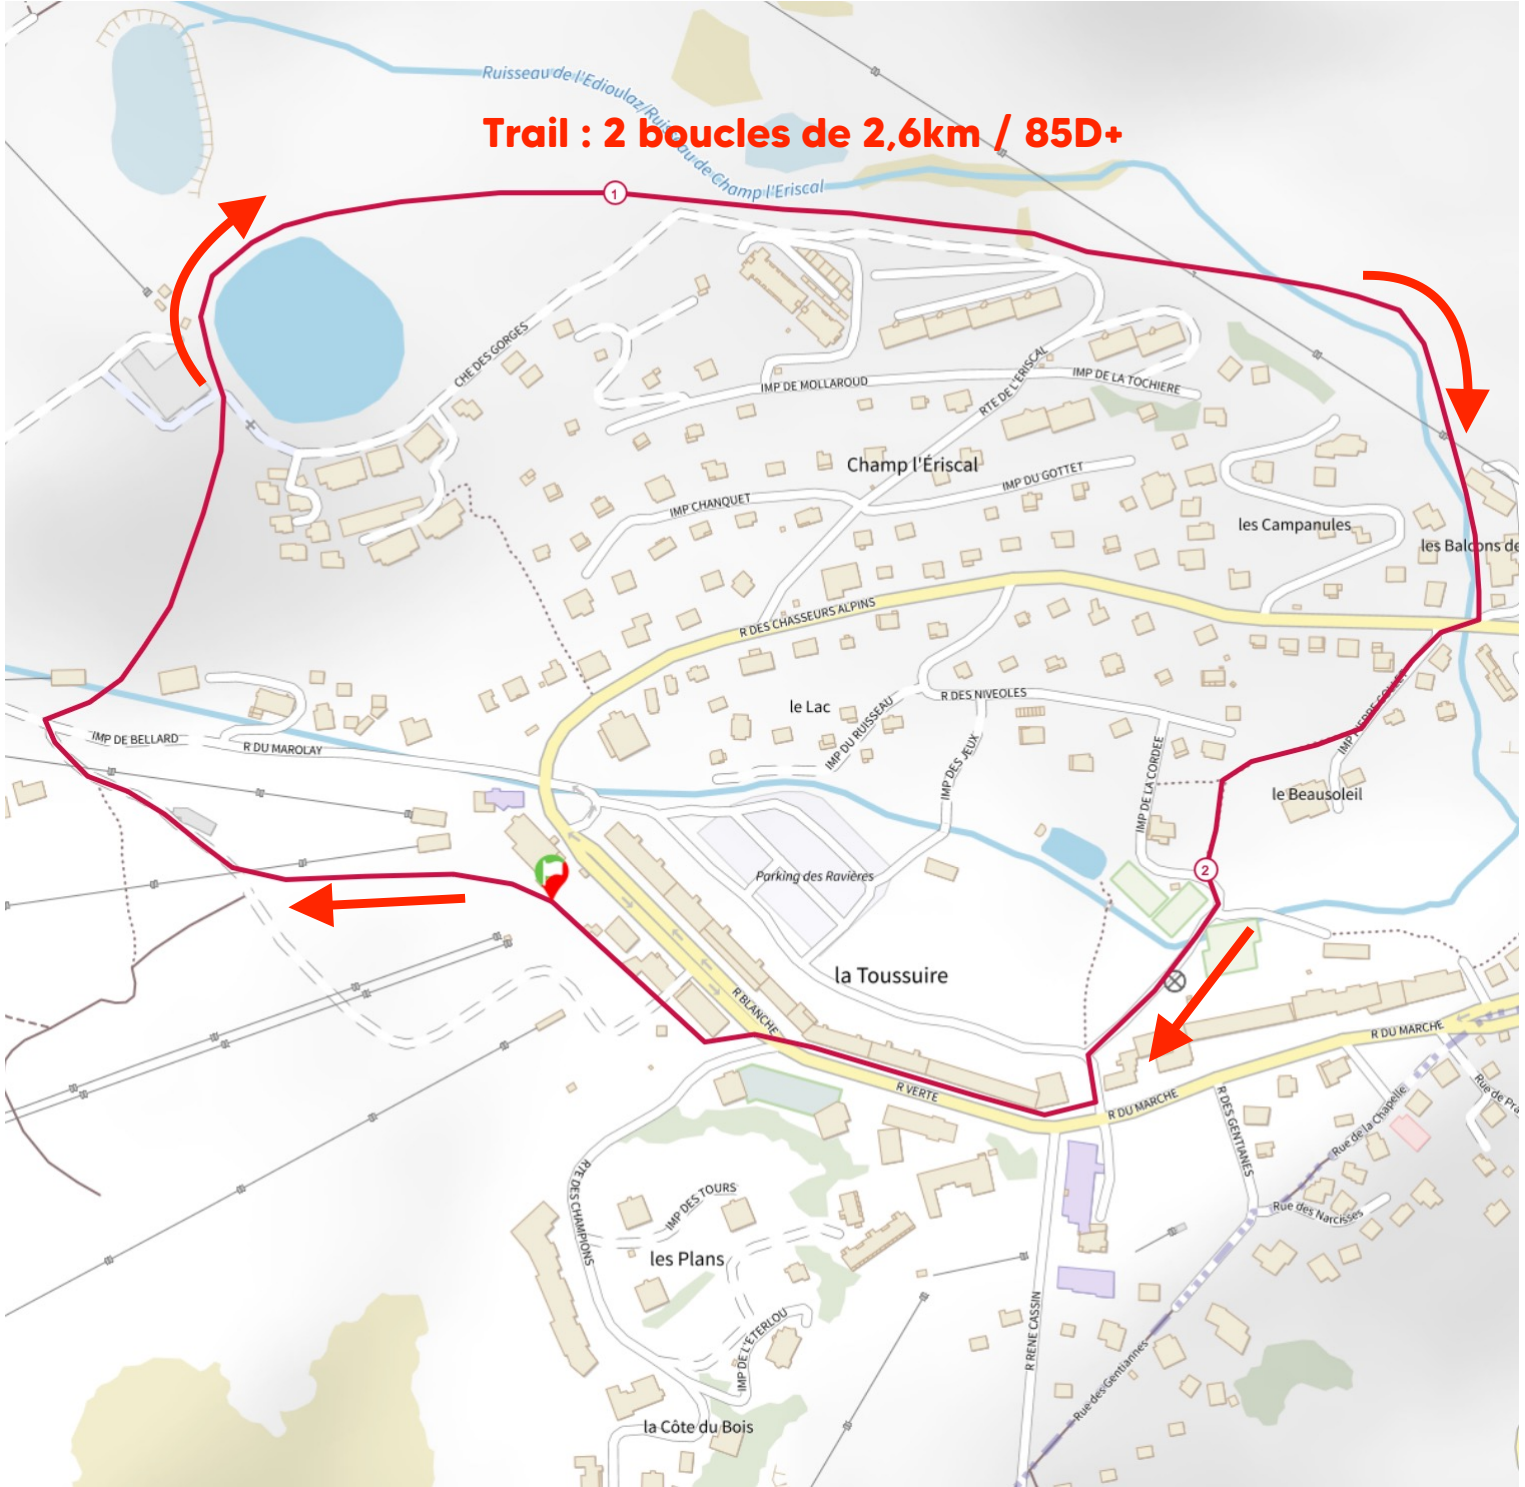 Ruisseau de l'Edioulaz/Ruisseau de Champ l'Eriscal
Trail : 2 boucles de 2,6km / 85D+
1
CHE DES GORGES
IMP DE MOLLAROUD
RTE DE L'ERISCAL
IMP DE LA TOCHIERE
Champ l'Ériscal
IMP DU GOTTET
IMP CHANQUET
les Campanules
les Balcons de
R DES CHASSEURS ALPINS
le Lac
IMP DU RUISSEAU
R DES NIVEOLES
IMP DE BELLARD
R DU MAROLAY
IMP DES JEUX
IMP DE LA CORDEE
IMP PIERRE COLLET
le Beausoleil
Parking des Ravières
2
la Toussuire
R BLANCHE
R DU MARCHE
R VERTE
R DU MARCHE
R DES GENTIANES
Rue de la Chapelle
Rue de Pra
RTE DES CHAMPIONS
IMP DES TOURS
Rue des Narcisses
les Plans
IMP DE L'ETERLOU
R RENE CASSIN
Rue des Gentiannes
la Côte du Bois